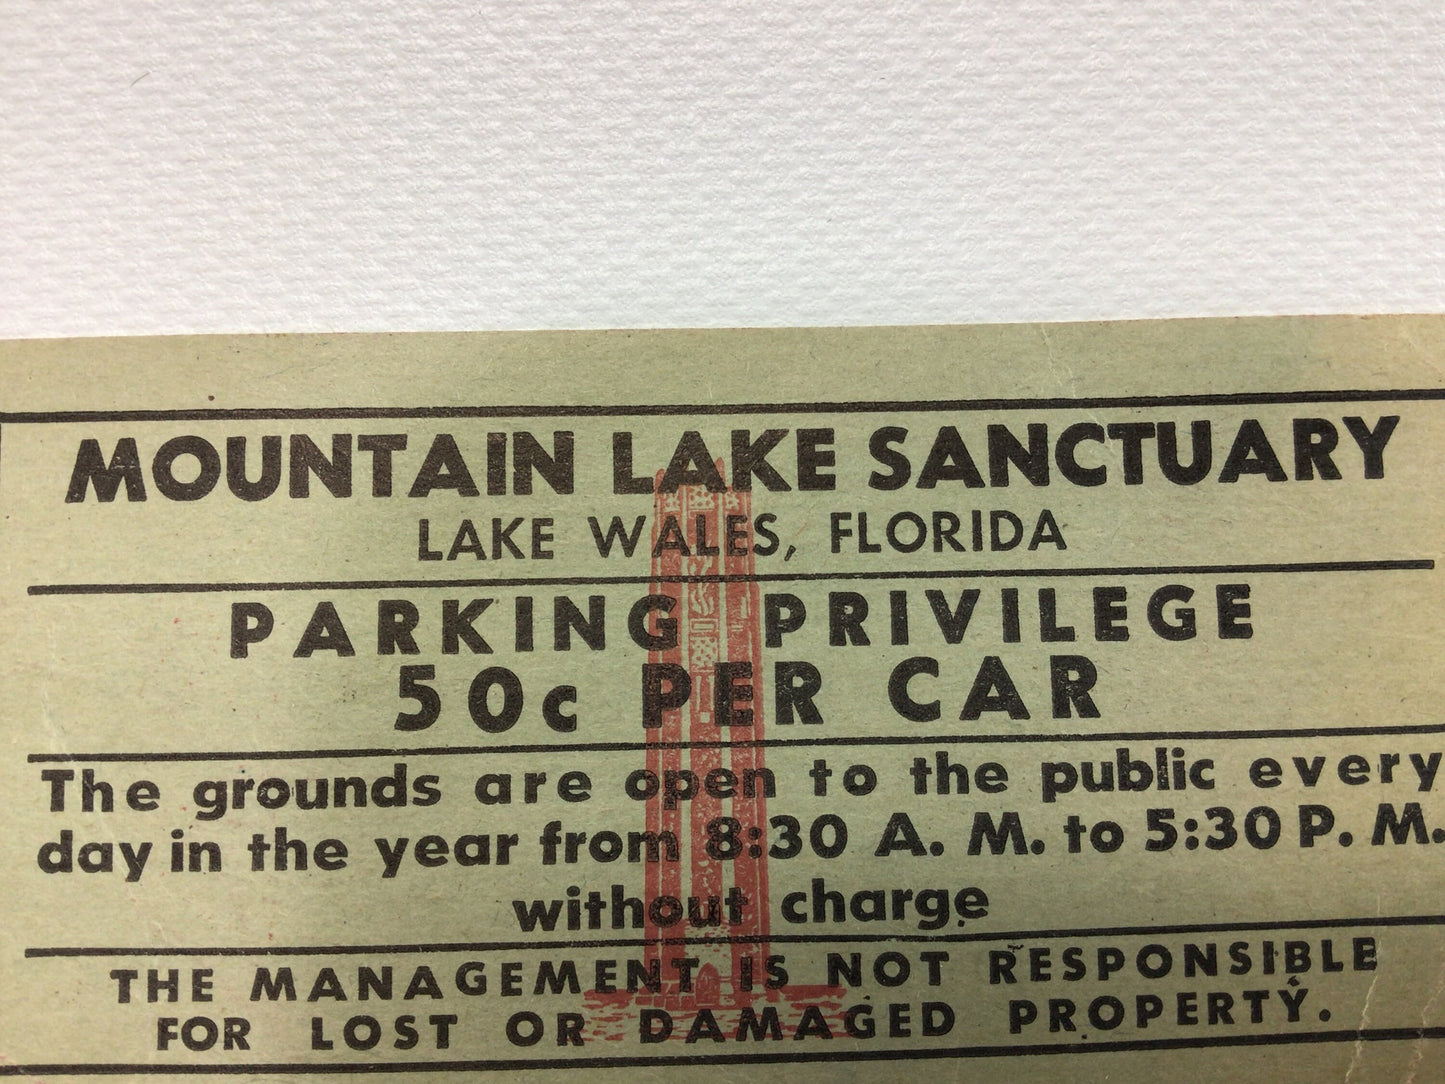 MOUNTAIN LAKE SANCTUARY
LAKE WALES, FLORIDA
PARKING PRIVILEGE
50c PER CAR
The grounds are open to the public every
day in the year from 8:30 A. M. to 5:30 P. M.
without charge
THE MANAGEMENT IS NOT RESPONSIBLE
FOR LOST OR DAMAGED PROPERTY.